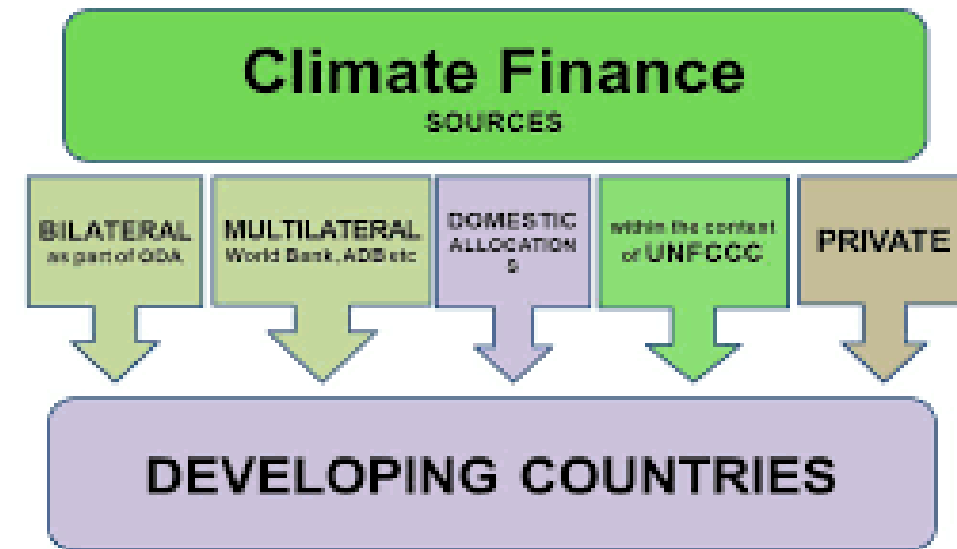 Climate Finance
SOURCES
BILATERAL
as part of ODA
MULTILATERAL
World Bank, ADB etc
DOMESTIC
ALLOCATION
S
within the content
of UNFCCC
PRIVATE
DEVELOPING COUNTRIES